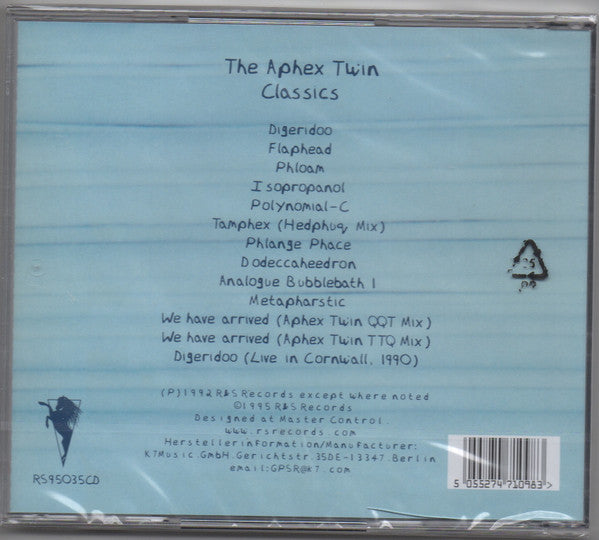 The Aphex Twin
Classics
Digeridoo
Flaphead
Phloam
Isopropanol
Polynomial-C
Tamphex (Hedphuq Mix)
Phlange Phace
Dodeccaheedron
Analogue Bubblebath 1
Metapharstic
We have arrived (Aphex Twin QQT Mix)
We have arrived (Aphex Twin TTQ Mix)
Digeridoo (Live in Cornwall, 1990)
(P)1992 R&S Records except where noted
©1995 R&S Records
Designed at Master Control.
www.rsrecords.com
Herstellerinformation/Manufacturer:
K7Music.GmbH.Gerichtstr.35DE-13347.Berlin
email:GPSR@k7.com
RS95035CD
5 055274 710963 >